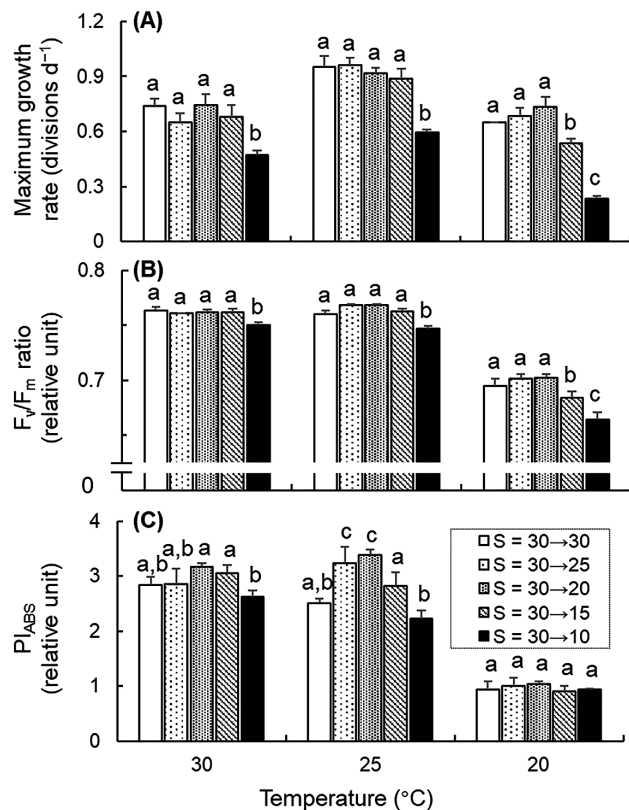 (A)
Maximum growth
rate (divisions d⁻¹)
1.2
0.9
0.6
0.3
0
a a a a b
a a a a b
a a a b c
(B)
Fᵥ/Fₘ ratio
(relative unit)
0.8
0.7
0
a a a a b
a a a a b
a a a b c
(C)
PI_ABS
(relative unit)
4
3
2
1
0
a,b a,b a a b
a,b c c a b
a a a a a
S = 30→30
S = 30→25
S = 30→20
S = 30→15
S = 30→10
30 25 20
Temperature (°C)